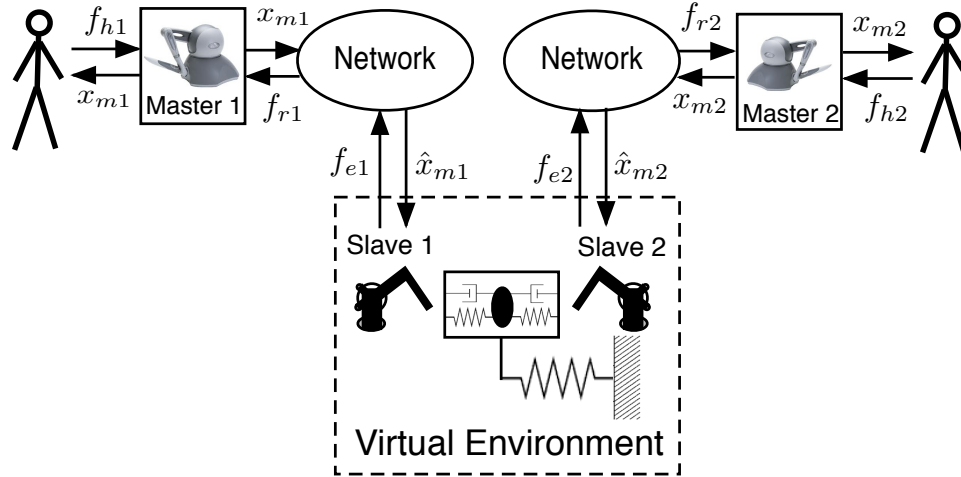 f_{h1}
x_{m1}
Master 1
x_{m1}
f_{r1}
Network
Network
f_{r2}
x_{m2}
Master 2
x_{m2}
f_{h2}
f_{e1}
\hat{x}_{m1}
f_{e2}
\hat{x}_{m2}
Slave 1
Slave 2
Virtual Environment